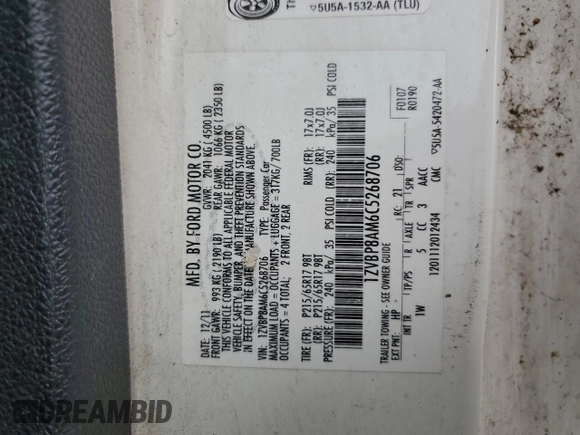 5U5A-1532-AA (TLU)
MFD. BY FORD MOTOR CO.
DATE: 12/11 GVWR: 2041 KG (4500 LB)
FRONT GAWR: 993 KG (2190 LB) REAR GAWR: 1066 KG (2350 LB)
THIS VEHICLE CONFORMS TO ALL APPLICABLE FEDERAL MOTOR
VEHICLE SAFETY, BUMPER, AND THEFT PREVENTION STANDARDS
IN EFFECT ON THE DATE OF MANUFACTURE SHOWN ABOVE.
VIN: 1ZVBP8AM6C5268706 TYPE: Passenger Car
MAXIMUM LOAD = OCCUPANTS + LUGGAGE = 317KG/700LB
OCCUPANTS = 4 TOTAL: 2 FRONT, 2 REAR
TIRE (FR): P215/65R17 98T RIMS (FR): 17x7.0J
(RR): P215/65R17 98T (RR): 17x7.0J
PRESSURE (FR): 240 kPa/ 35 PSI COLD (RR): 240 kPa/ 35 PSI COLD
1ZVBP8AM6C5268706
TRAILER TOWING - SEE OWNER GUIDE
F0107
R0190
EXT PNT: HP RC: 21 DSO:
INT TR TP/PS R AXLE TR SPR
1W 5 CC 3 AACC
1201112012434 CMC
5U5A-5420472-AA
DREAMBID